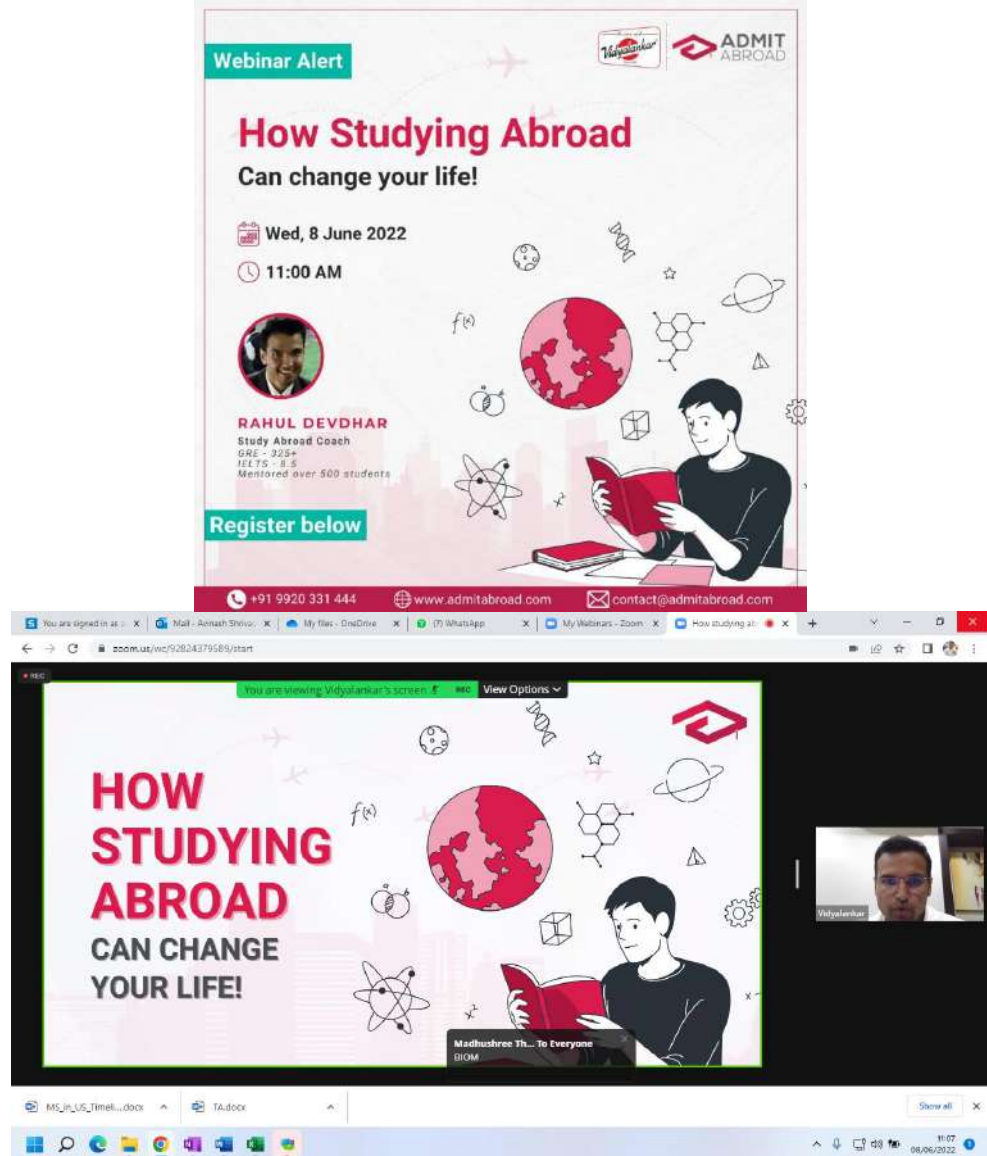 Webinar Alert
Vidyalankar
ADMIT
ABROAD
How Studying Abroad
Can change your life!
Wed, 8 June 2022
11:00 AM
f(x)
RAHUL DEVDHAR
Study Abroad Coach
GRE - 325+
IELTS - 8.5
Mentored over 500 students
x²
Register below
+91 9920 331 444
www.admitabroad.com
contact@admitabroad.com
You are signed in as
Mail - Avinash Shriva
My files - OneDrive
(7) WhatsApp
My Webinars - Zoom
How studying ab
zoom.us/wc/92824379589/start
REC
You are viewing Vidyalankar's screen
REC
View Options
HOW
STUDYING
ABROAD
CAN CHANGE
YOUR LIFE!
f(x)
x²
Vidyalankar
Madhushree Th... To Everyone
BIOM
MS_in_US_Timeli....docx
TA.docx
Show all
11:07
08/06/2022